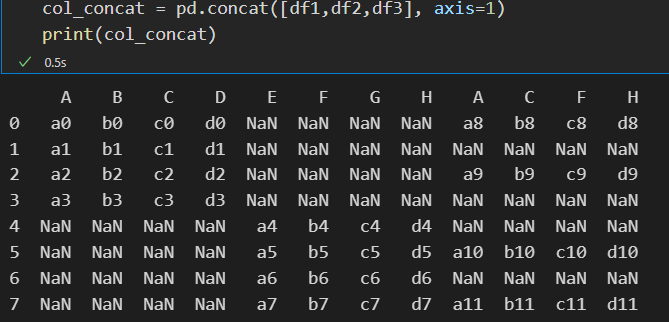 col_concat = pd.concat([df1,df2,df3], axis=1)
print(col_concat)
0.5s
A B C D E F G H A C F H
0 a0 b0 c0 d0 NaN NaN NaN NaN a8 b8 c8 d8
1 a1 b1 c1 d1 NaN NaN NaN NaN NaN NaN NaN NaN
2 a2 b2 c2 d2 NaN NaN NaN NaN a9 b9 c9 d9
3 a3 b3 c3 d3 NaN NaN NaN NaN NaN NaN NaN NaN
4 NaN NaN NaN NaN a4 b4 c4 d4 NaN NaN NaN NaN
5 NaN NaN NaN NaN a5 b5 c5 d5 a10 b10 c10 d10
6 NaN NaN NaN NaN a6 b6 c6 d6 NaN NaN NaN NaN
7 NaN NaN NaN NaN a7 b7 c7 d7 a11 b11 c11 d11